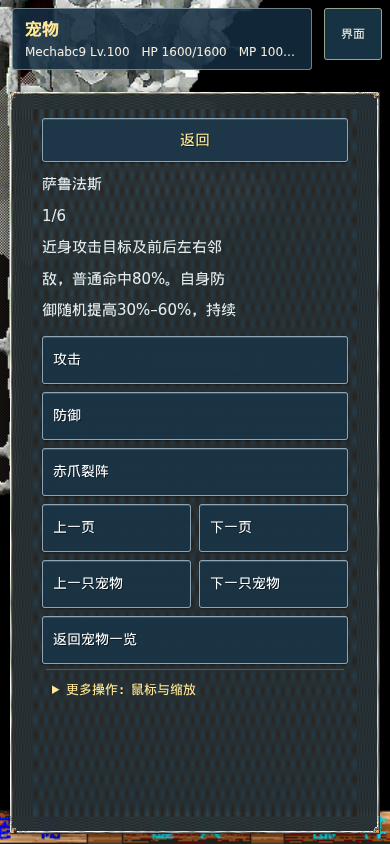 宠物
Mechabc9 Lv.100 HP 1600/1600 MP 100...
界面
返回
萨鲁法斯
1/6
近身攻击目标及前后左右邻
敌，普通命中80%。自身防
御随机提高30%-60%，持续
攻击
防御
赤爪裂阵
上一页
下一页
上一只宠物
下一只宠物
返回宠物一览
▶ 更多操作：鼠标与缩放